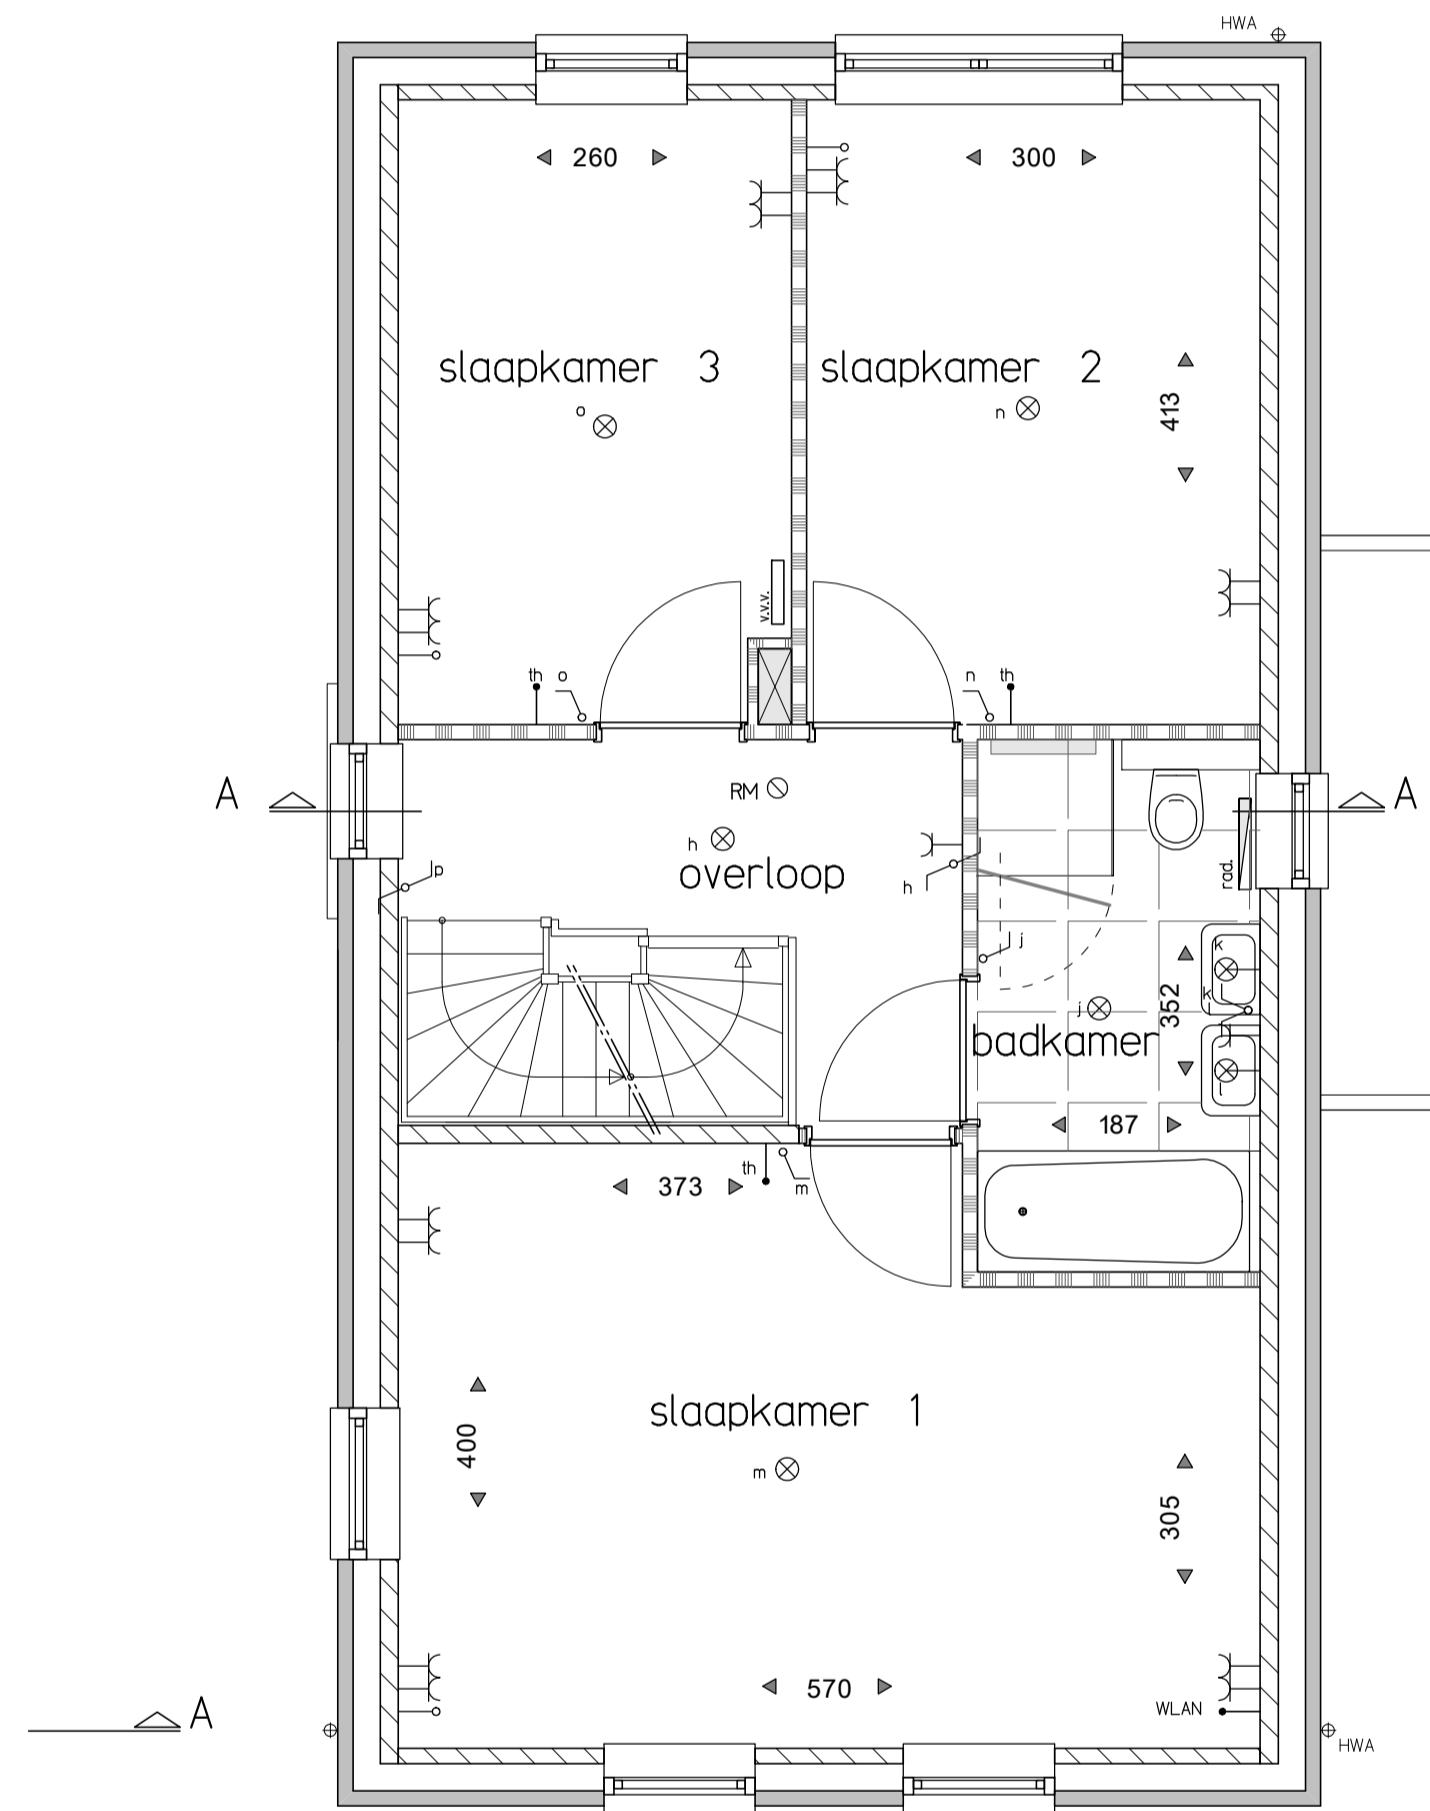 HWA
260
300
slaapkamer 3
slaapkamer 2
o
n
413
v.v.v.
th o
n th
A
A
RM
h
overloop
h
rad.
p
j
k
k
352
j
badkamer
l
l
187
th
373
m
slaapkamer 1
400
m
305
570
WLAN
A
HWA